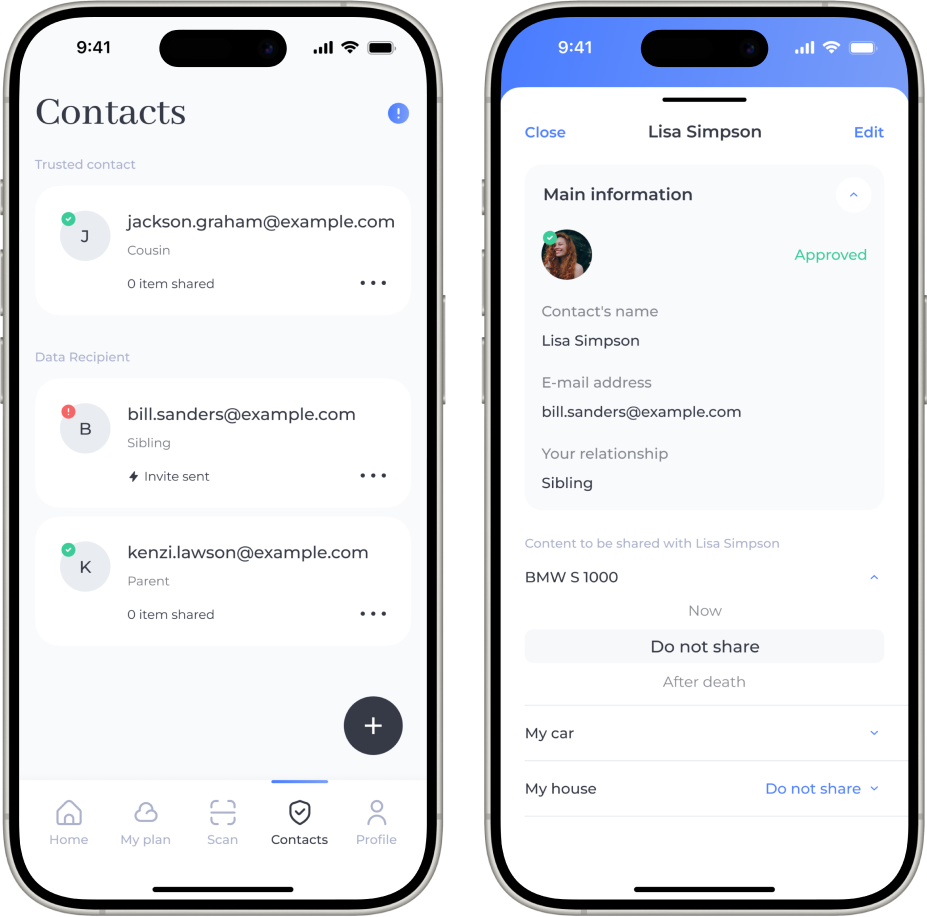 9:41
Contacts
!
Trusted contact
J
jackson.graham@example.com
Cousin
0 item shared
Data Recipient
!
B
bill.sanders@example.com
Sibling
Invite sent
K
kenzi.lawson@example.com
Parent
0 item shared
+
Home My plan Scan Contacts Profile
9:41
Close Lisa Simpson Edit
Main information
Approved
Contact's name
Lisa Simpson
E-mail address
bill.sanders@example.com
Your relationship
Sibling
Content to be shared with Lisa Simpson
BMW S 1000
Now
Do not share
After death
My car
My house Do not share